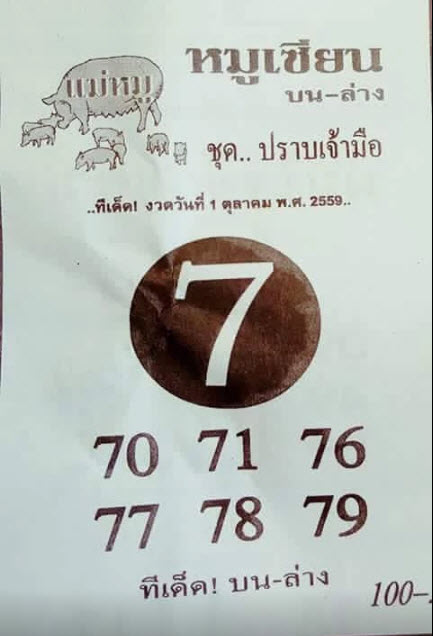 แม่หมู
หมูเซียน
บน-ล่าง
ชุด.. ปราบเจ้ามือ
..ทีเด็ด! งวดวันที่ 1 ตุลาคม พ.ศ. 2559..
7
70 71 76
77 78 79
ทีเด็ด! บน-ล่าง
100-.